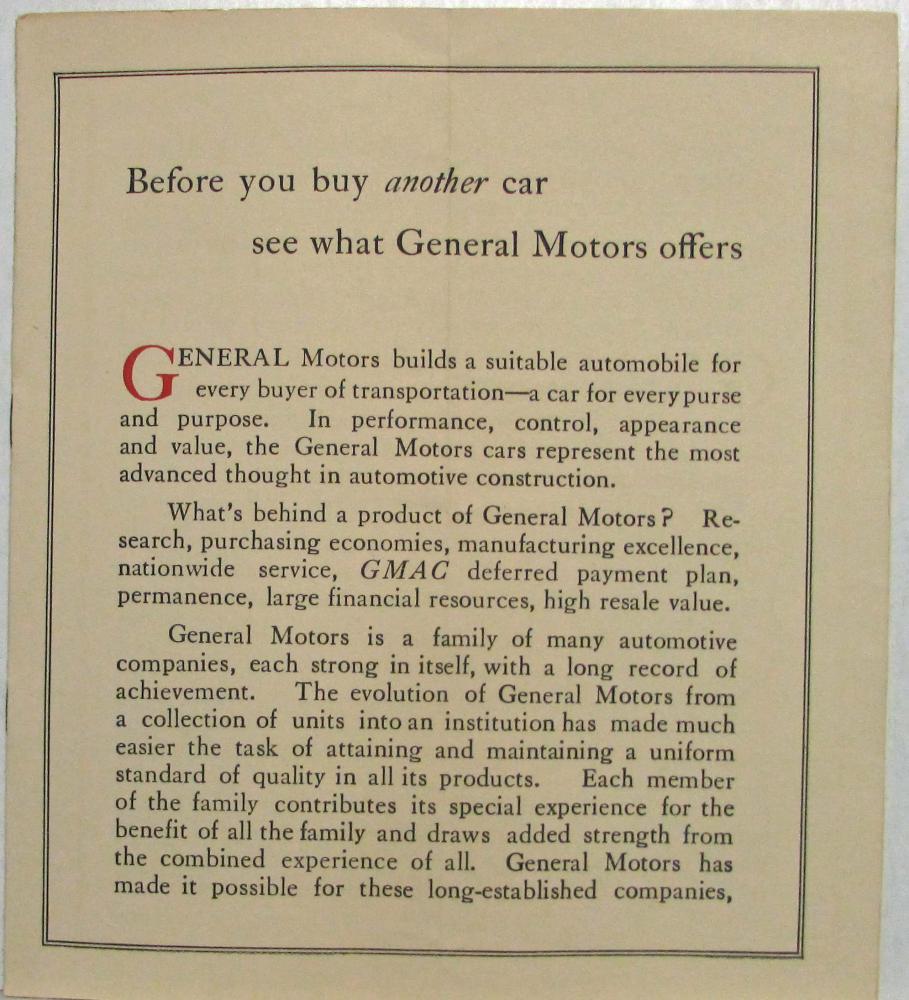 Before you buy another car
see what General Motors offers
GENERAL Motors builds a suitable automobile for
every buyer of transportation—a car for every purse
and purpose. In performance, control, appearance
and value, the General Motors cars represent the most
advanced thought in automotive construction.
What's behind a product of General Motors? Re-
search, purchasing economies, manufacturing excellence,
nationwide service, GMAC deferred payment plan,
permanence, large financial resources, high resale value.
General Motors is a family of many automotive
companies, each strong in itself, with a long record of
achievement. The evolution of General Motors from
a collection of units into an institution has made much
easier the task of attaining and maintaining a uniform
standard of quality in all its products. Each member
of the family contributes its special experience for the
benefit of all the family and draws added strength from
the combined experience of all. General Motors has
made it possible for these long-established companies,